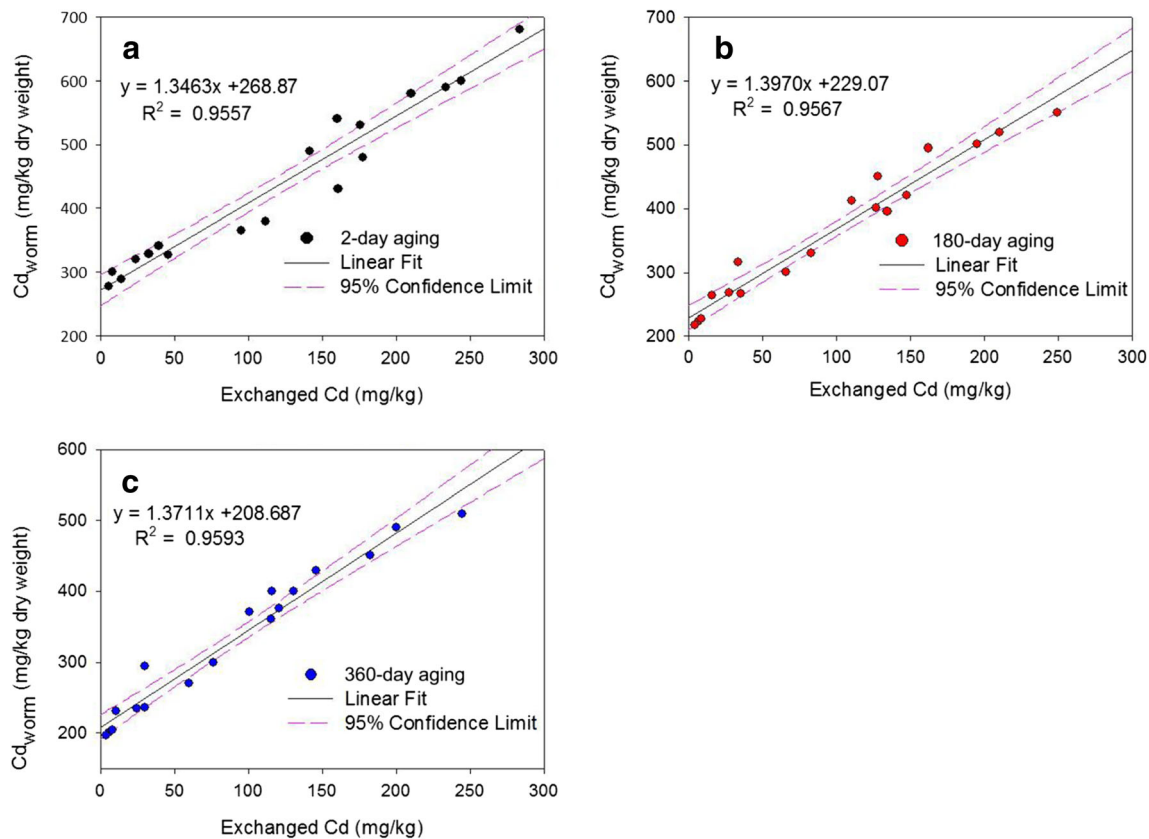 a
y = 1.3463x +268.87
R² = 0.9557
2-day aging
Linear Fit
95% Confidence Limit
700
600
500
400
300
200
0 50 100 150 200 250 300
Cdworm (mg/kg dry weight)
Exchanged Cd (mg/kg)
b
y = 1.3970x +229.07
R² = 0.9567
180-day aging
Linear Fit
95% Confidence Limit
700
600
500
400
300
200
0 50 100 150 200 250 300
Cdworm (mg/kg dry weight)
Exchanged Cd (mg/kg)
c
y = 1.3711x +208.687
R² = 0.9593
360-day aging
Linear Fit
95% Confidence Limit
600
500
400
300
200
0 50 100 150 200 250 300
Cdworm (mg/kg dry weight)
Exchanged Cd (mg/kg)